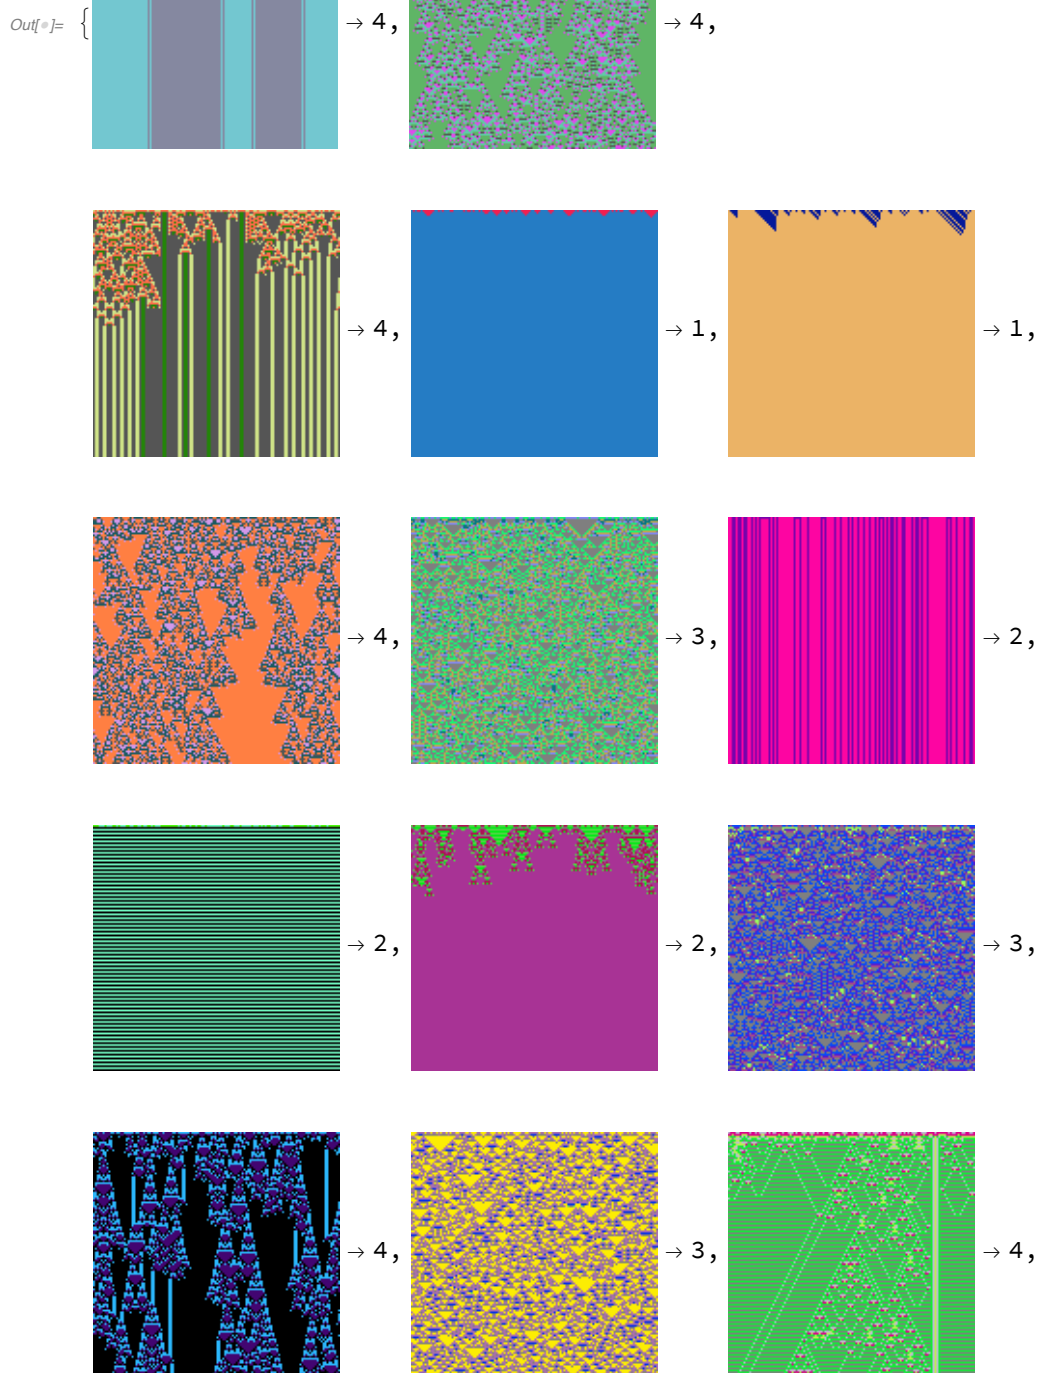 Out[•]= { → 4, → 4,
→ 4, → 1, → 1,
→ 4, → 3, → 2,
→ 2, → 2, → 3,
→ 4, → 3, → 4,